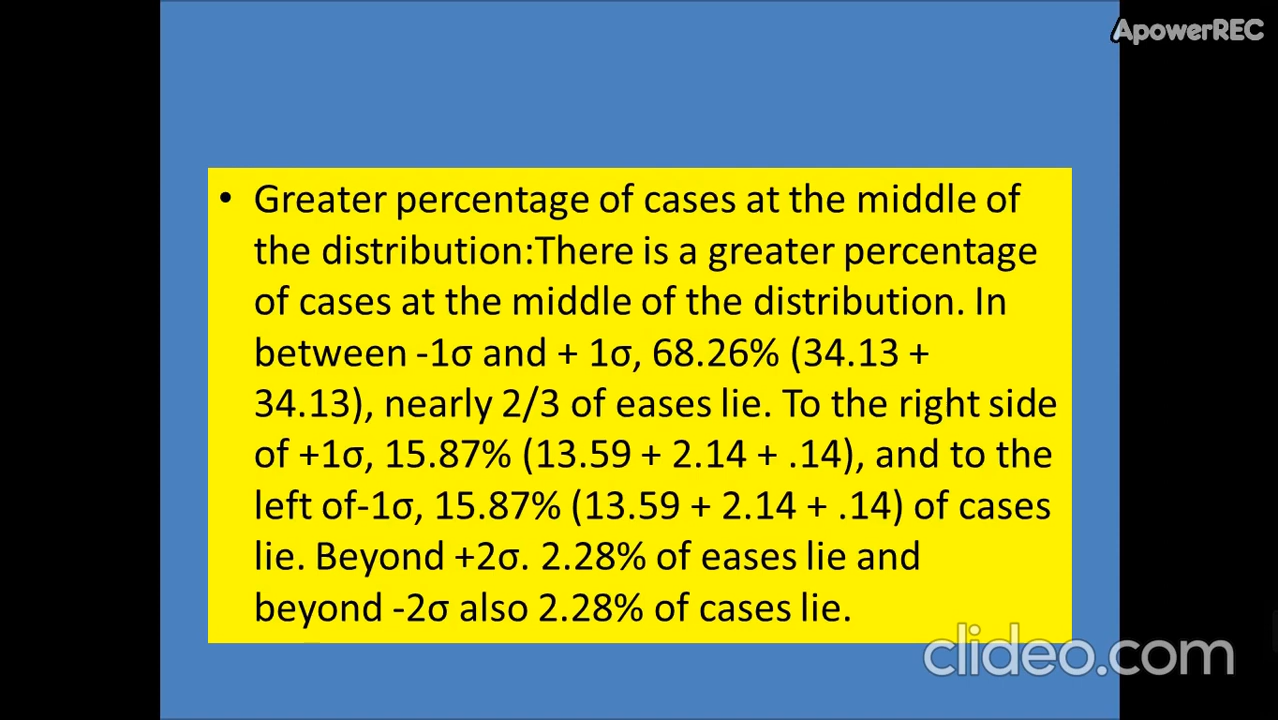 ApowerREC
• Greater percentage of cases at the middle of
the distribution:There is a greater percentage
of cases at the middle of the distribution. In
between -1σ and + 1σ, 68.26% (34.13 +
34.13), nearly 2/3 of eases lie. To the right side
of +1σ, 15.87% (13.59 + 2.14 + .14), and to the
left of-1σ, 15.87% (13.59 + 2.14 + .14) of cases
lie. Beyond +2σ. 2.28% of eases lie and
beyond -2σ also 2.28% of cases lie.
clideo.com